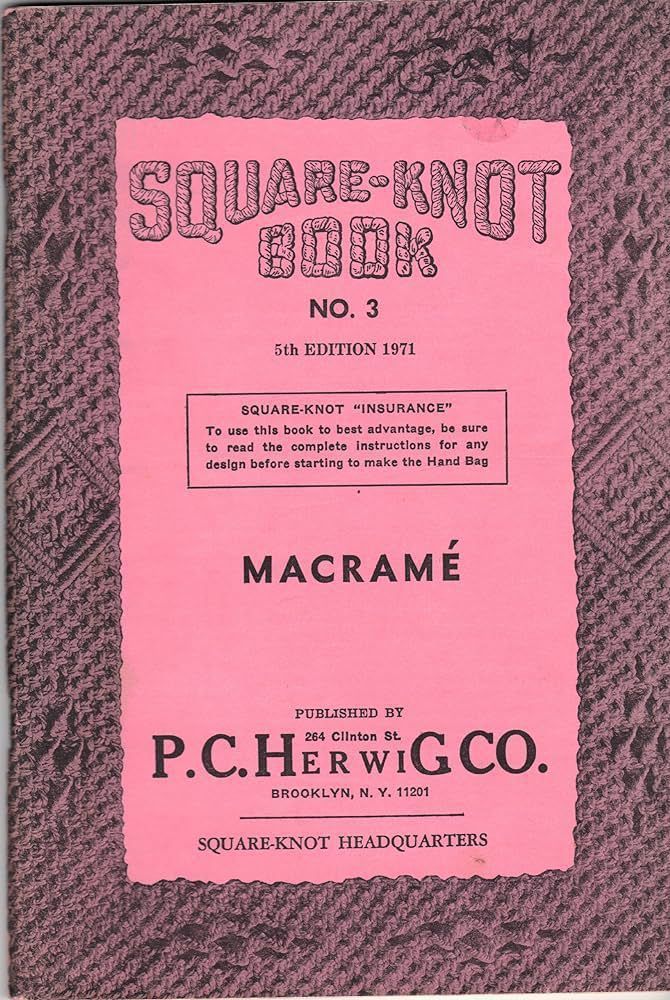 SQUARE-KNOT
BOOK
NO. 3
5th EDITION 1971
SQUARE-KNOT "INSURANCE"
To use this book to best advantage, be sure
to read the complete instructions for any
design before starting to make the Hand Bag
MACRAMÉ
PUBLISHED BY
264 Clinton St.
P.C.HERWIG CO.
BROOKLYN, N. Y. 11201
SQUARE-KNOT HEADQUARTERS